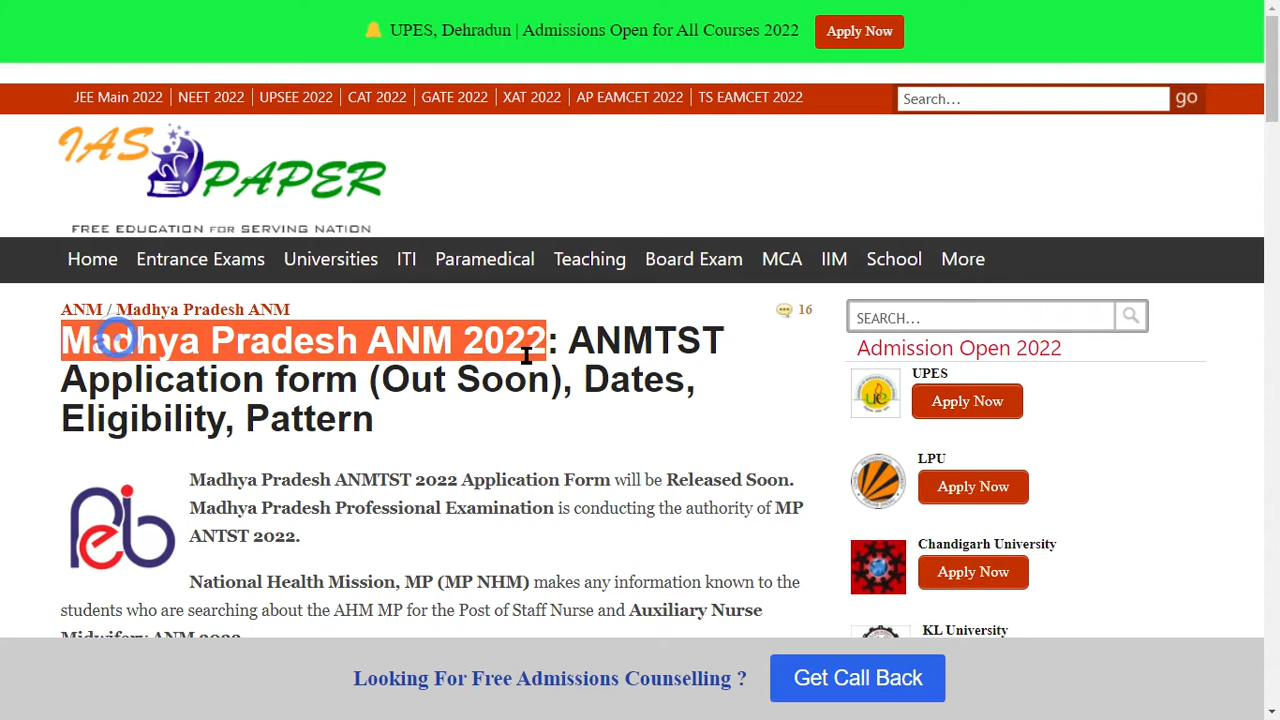 UPES, Dehradun | Admissions Open for All Courses 2022
Apply Now
JEE Main 2022 | NEET 2022 | UPSEE 2022 | CAT 2022 | GATE 2022 | XAT 2022 | AP EAMCET 2022 | TS EAMCET 2022
Search...
go
IAS PAPER
FREE EDUCATION FOR SERVING NATION
Home Entrance Exams Universities ITI Paramedical Teaching Board Exam MCA IIM School More
ANM / Madhya Pradesh ANM
16
Madhya Pradesh ANM 2022: ANMTST
Application form (Out Soon), Dates,
Eligibility, Pattern
Peb
Madhya Pradesh ANMTST 2022 Application Form will be Released Soon.
Madhya Pradesh Professional Examination is conducting the authority of MP
ANTST 2022.
National Health Mission, MP (MP NHM) makes any information known to the
students who are searching about the AHM MP for the Post of Staff Nurse and Auxiliary Nurse
Midwifery ANM 2022
SEARCH...
Admission Open 2022
UPES
Apply Now
LPU
Apply Now
Chandigarh University
Apply Now
KL University
Looking For Free Admissions Counselling ?
Get Call Back